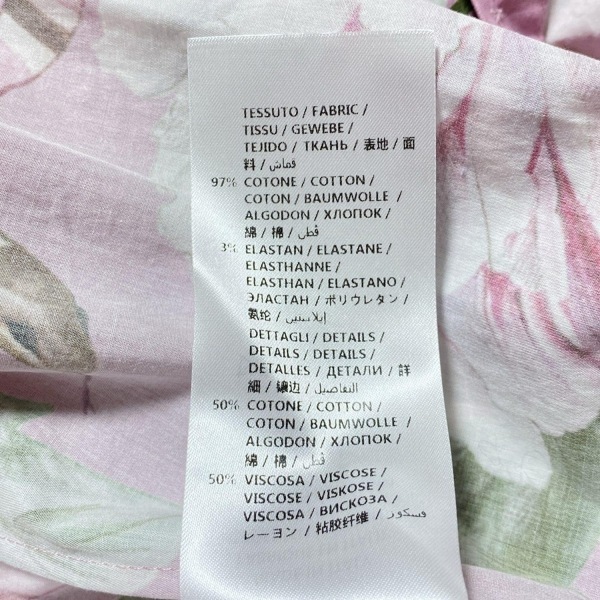 TESSUTO / FABRIC /
TISSU / GEWEBE /
TEJIDO / ТКАНЬ / 表地 / 面
料 / قماش
97% COTONE / COTTON /
COTON / BAUMWOLLE /
ALGODON / ХЛОПОК /
綿 / 棉 / قطن
3% ELASTAN / ELASTANE /
ELASTHANNE /
ELASTHAN / ELASTANO /
ЭЛАСТАН / ポリウレタン /
氨纶 / إيلاستين
DETTAGLI / DETAILS /
DETAILS / DETAILS /
DETALLES / ДЕТАЛИ / 詳
細 / 镶边 / التفاصيل
50% COTONE / COTTON /
COTON / BAUMWOLLE /
ALGODON / ХЛОПОК /
綿 / 棉 / قطن
50% VISCOSA / VISCOSE /
VISCOSE / VISKOSE /
VISCOSA / ВИСКОЗА /
レーヨン / 粘胶纤维 / فسكوز